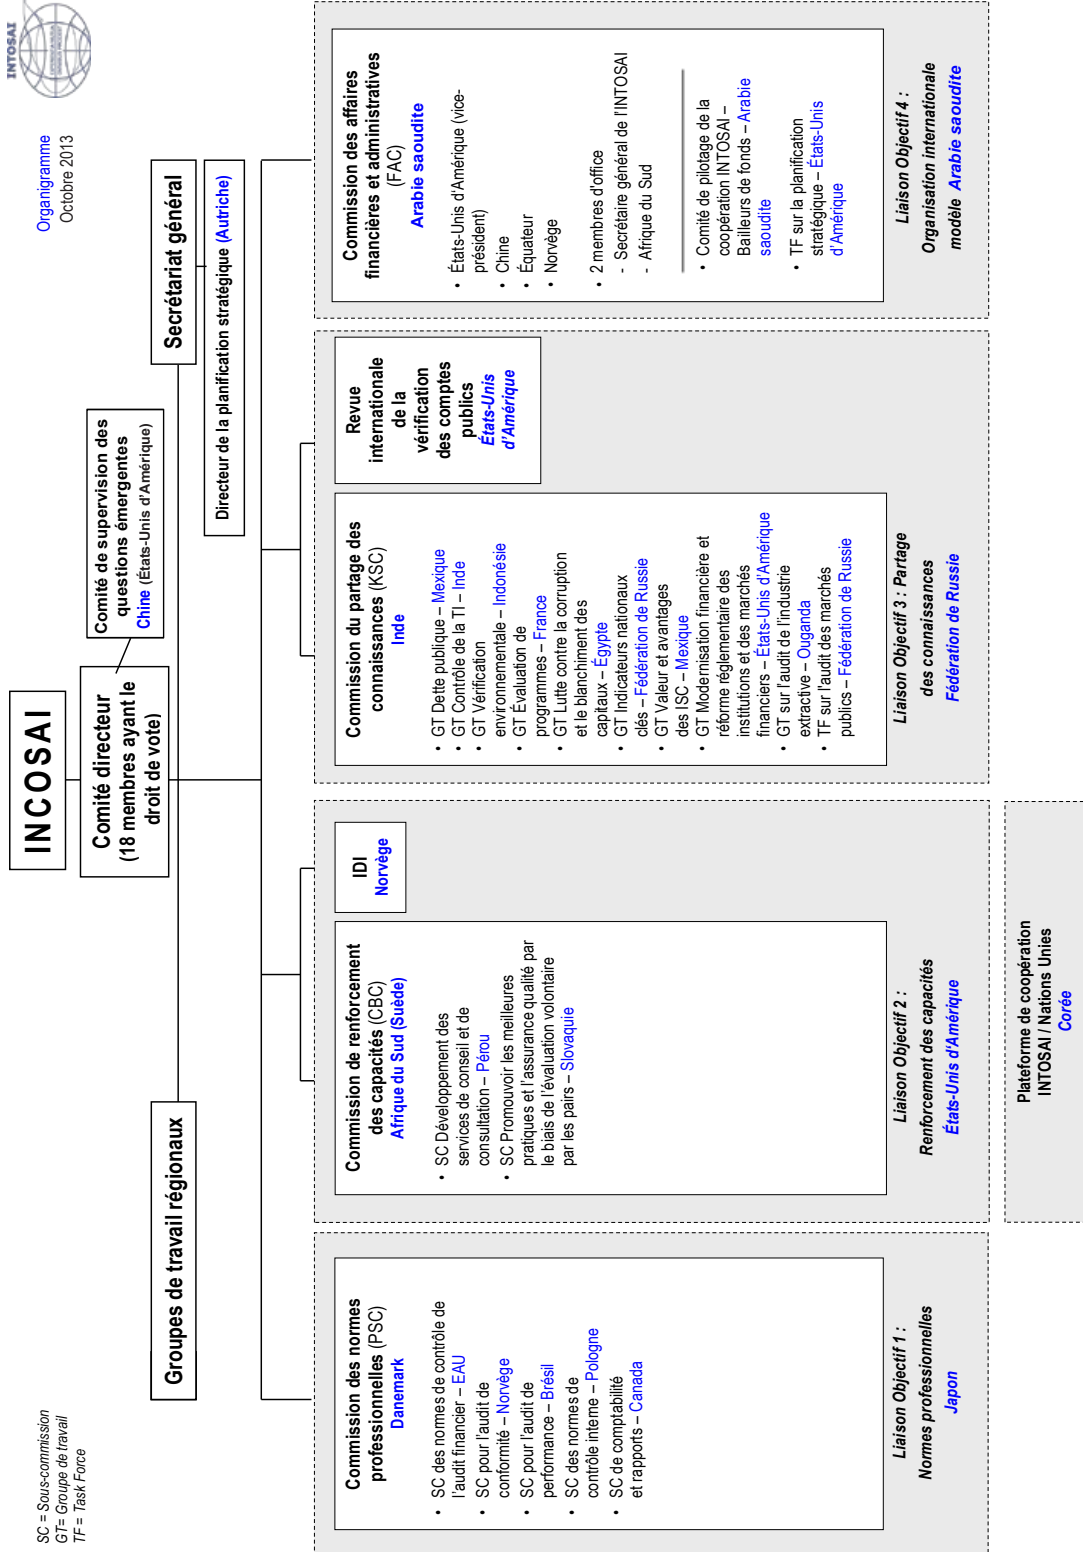 SC = Sous-commission
GT= Groupe de travail
TF = Task Force
Organigramme
Octobre 2013
INTOSAI
INCOSAI
Comité directeur
(18 membres ayant le
droit de vote)
Comité de supervision des
questions émergentes
Chine (États-Unis d'Amérique)
Groupes de travail régionaux
Secrétariat général
Directeur de la planification stratégique (Autriche)
Commission des normes
professionnelles (PSC)
Danemark
• SC des normes de contrôle de
l'audit financier – EAU
• SC pour l'audit de
conformité – Norvège
• SC pour l'audit de
performance – Brésil
• SC des normes de
contrôle interne – Pologne
• SC de comptabilité
et rapports – Canada
Liaison Objectif 1 :
Normes professionnelles
Japon
Commission de renforcement
des capacités (CBC)
Afrique du Sud (Suède)
• SC Développement des
services de conseil et de
consultation – Pérou
• SC Promouvoir les meilleures
pratiques et l'assurance qualité par
le biais de l'évaluation volontaire
par les pairs – Slovaquie
IDI
Norvège
Liaison Objectif 2 :
Renforcement des capacités
États-Unis d'Amérique
Commission du partage des
connaissances (KSC)
Inde
• GT Dette publique – Mexique
• GT Contrôle de la TI – Inde
• GT Vérification
environnementale – Indonésie
• GT Évaluation de
programmes – France
• GT Lutte contre la corruption
et le blanchiment des
capitaux – Égypte
• GT Indicateurs nationaux
clés – Fédération de Russie
• GT Valeur et avantages
des ISC – Mexique
• GT Modernisation financière et
réforme réglementaire des
institutions et des marchés
financiers – États-Unis d'Amérique
• GT sur l'audit de l'industrie
extractive – Ouganda
• TF sur l'audit des marchés
publics – Fédération de Russie
Revue
internationale
de la
vérification
des comptes
publics
États-Unis
d'Amérique
Liaison Objectif 3 : Partage
des connaissances
Fédération de Russie
Commission des affaires
financières et administratives
(FAC)
Arabie saoudite
• États-Unis d'Amérique (vice-
président)
• Chine
• Équateur
• Norvège
• 2 membres d'office
- Secrétaire général de l'INTOSAI
- Afrique du Sud
• Comité de pilotage de la
coopération INTOSAI –
Bailleurs de fonds – Arabie
saoudite
• TF sur la planification
stratégique – États-Unis
d'Amérique
Liaison Objectif 4 :
Organisation internationale
modèle Arabie saoudite
Plateforme de coopération
INTOSAI / Nations Unies
Corée